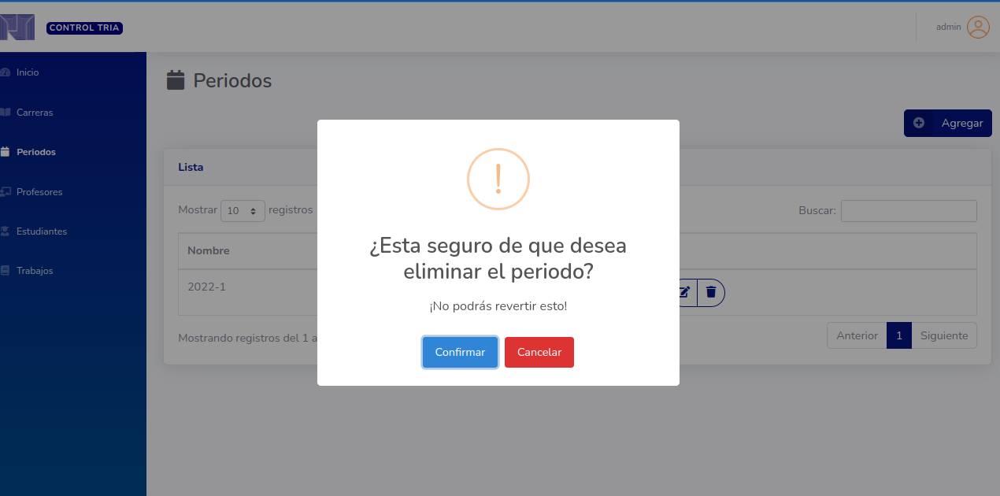 CONTROL TRIA
admin
Inicio
Carreras
Periodos
Profesores
Estudiantes
Trabajos
Periodos
Agregar
Lista
Mostrar 10 registros
Buscar:
Nombre
2022-1
Mostrando registros del 1 a
Anterior 1 Siguiente
¿Esta seguro de que desea
eliminar el periodo?
¡No podrás revertir esto!
Confirmar Cancelar